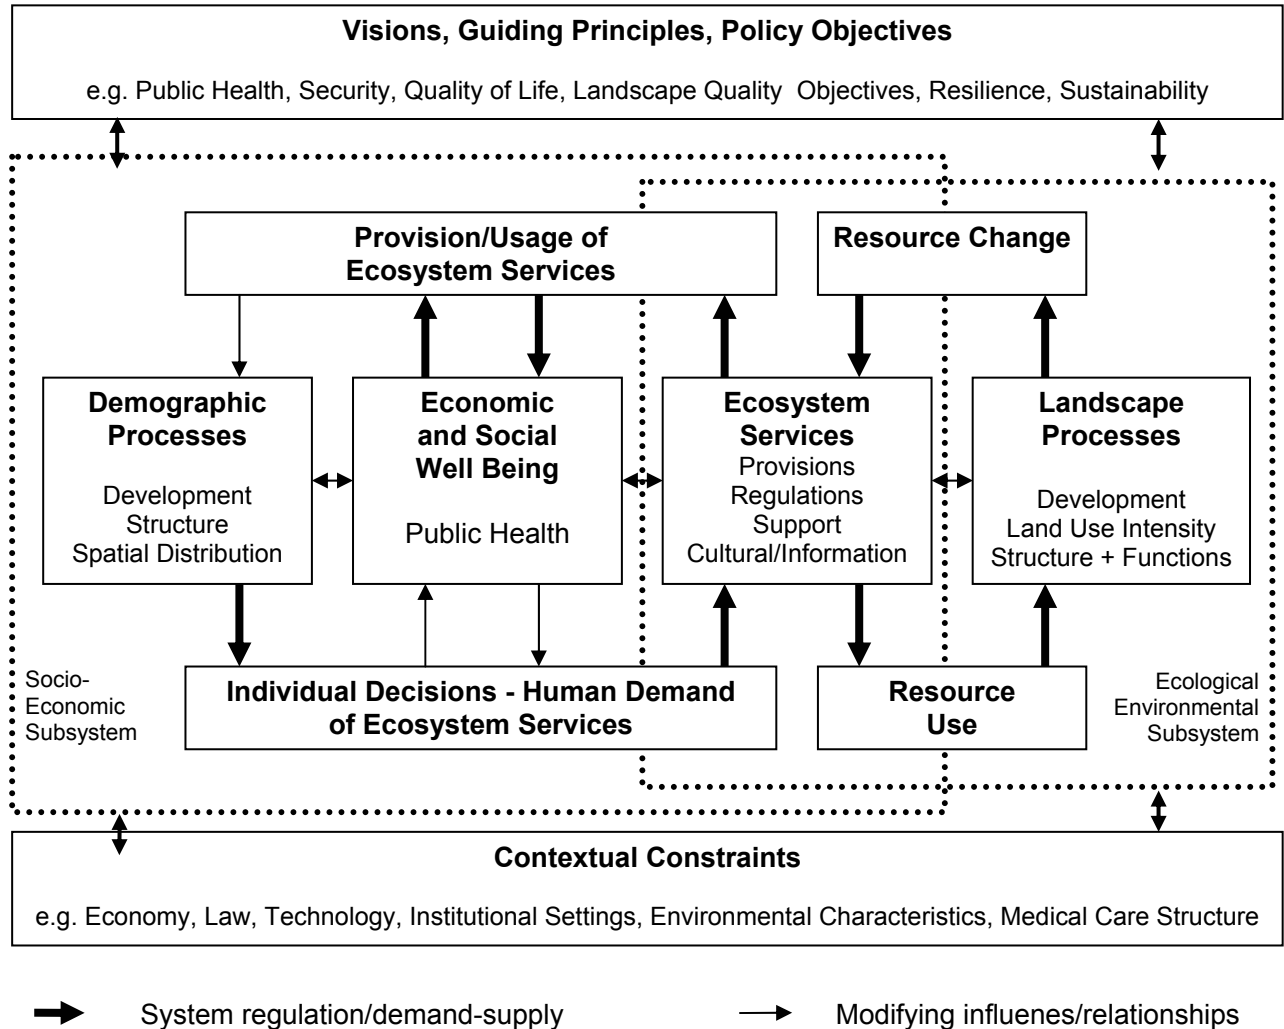 Visions, Guiding Principles, Policy Objectives
e.g. Public Health, Security, Quality of Life, Landscape Quality Objectives, Resilience, Sustainability
Provision/Usage of
Ecosystem Services
Resource Change
Demographic
Processes
Development
Structure
Spatial Distribution
Economic
and Social
Well Being
Public Health
Ecosystem
Services
Provisions
Regulations
Support
Cultural/Information
Landscape
Processes
Development
Land Use Intensity
Structure + Functions
Socio-
Economic
Subsystem
Individual Decisions - Human Demand
of Ecosystem Services
Resource
Use
Ecological
Environmental
Subsystem
Contextual Constraints
e.g. Economy, Law, Technology, Institutional Settings, Environmental Characteristics, Medical Care Structure
System regulation/demand-supply
Modifying influenes/relationships